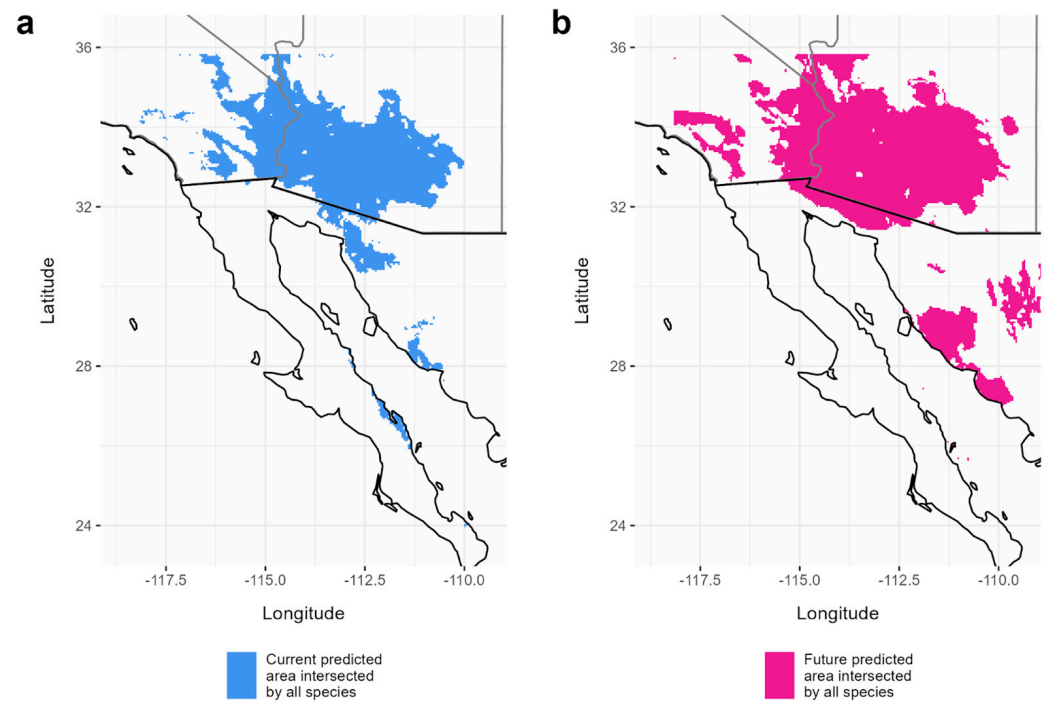 a
36
32
28
24
Latitude
-117.5
-115.0
-112.5
-110.0
Longitude
Current predicted
area intersected
by all species
b
36
32
28
24
Latitude
-117.5
-115.0
-112.5
-110.0
Longitude
Future predicted
area intersected
by all species